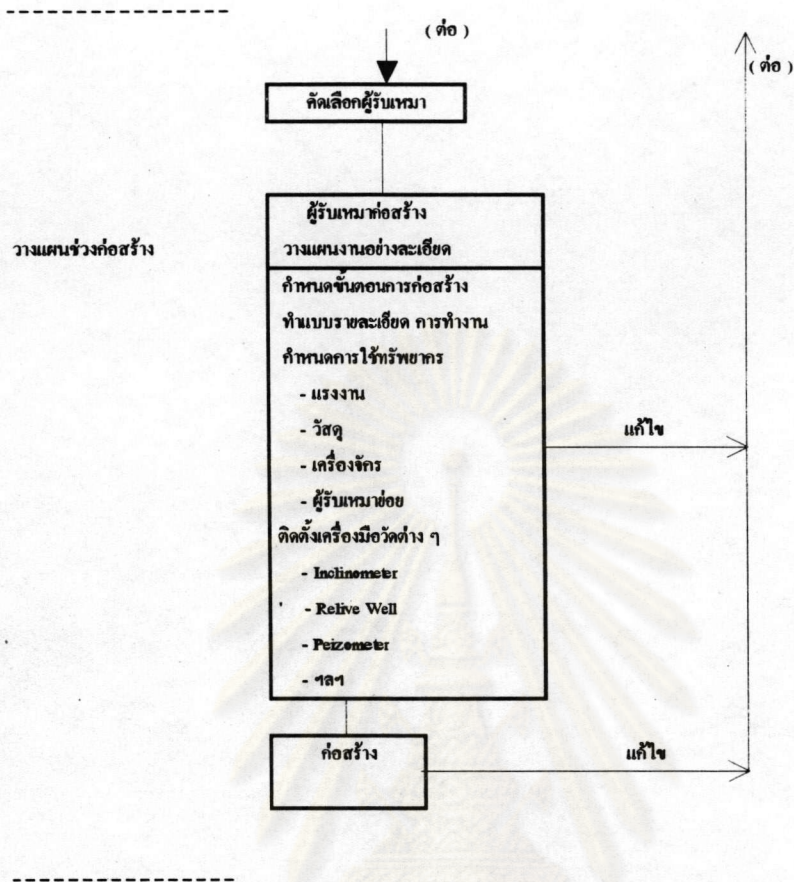 ( ต่อ )
( ต่อ )
คัดเลือกผู้รับเหมา
ผู้รับเหมาก่อสร้าง
วางแผนงานอย่างละเอียด
วางแผนช่วงก่อสร้าง
กำหนดขั้นตอนการก่อสร้าง
ทำแบบรายละเอียด การทำงาน
กำหนดการใช้ทรัพยากร
- แรงงาน
- วัสดุ
แก้ไข
- เครื่องจักร
- ผู้รับเหมาย่อย
ติดตั้งเครื่องมือวัดต่าง ๆ
- Inclinometer
- Relive Well
- Peizometer
- ฯลฯ
ก่อสร้าง
แก้ไข